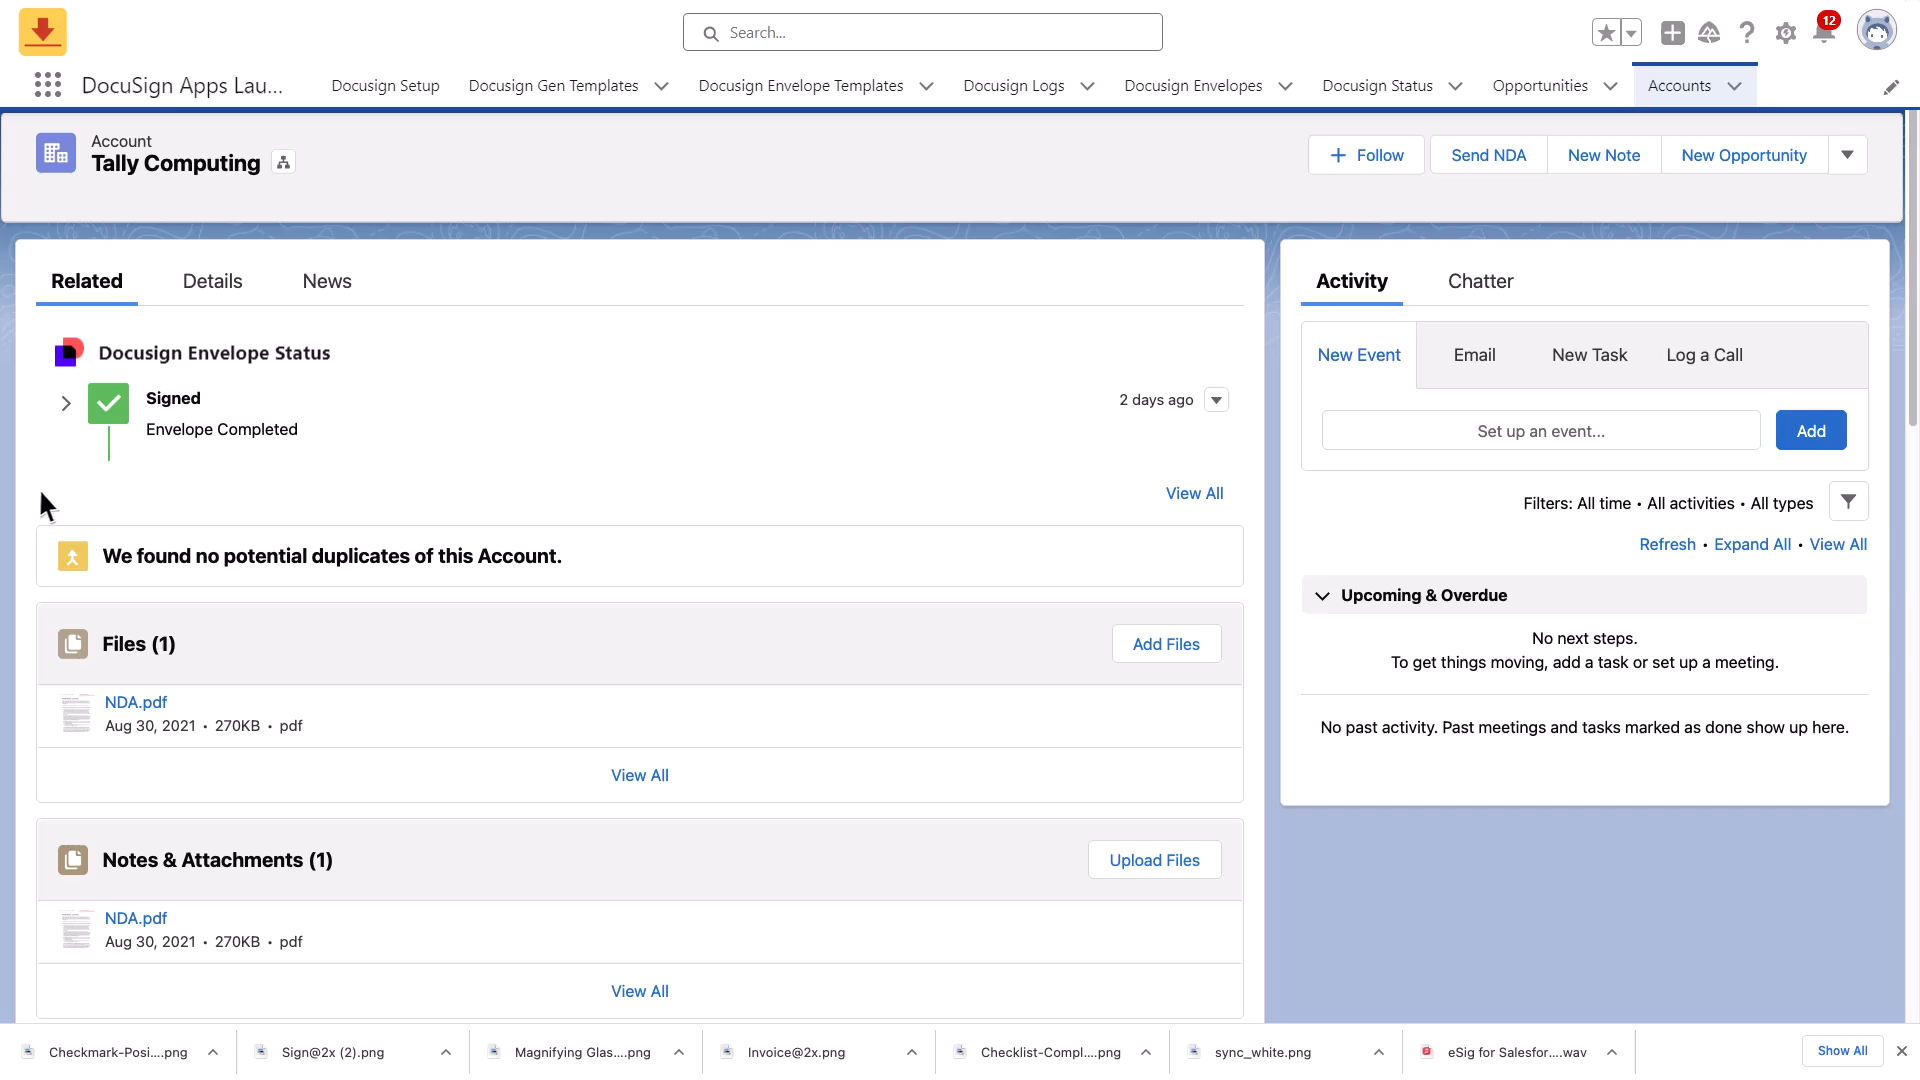 Search...
12
DocuSign Apps Lau...
Docusign Setup
Docusign Gen Templates
Docusign Envelope Templates
Docusign Logs
Docusign Envelopes
Docusign Status
Opportunities
Accounts
Account
Tally Computing
Follow
Send NDA
New Note
New Opportunity
Related
Details
News
Docusign Envelope Status
Signed
2 days ago
Envelope Completed
View All
We found no potential duplicates of this Account.
Files (1)
Add Files
NDA.pdf
Aug 30, 2021 • 270KB • pdf
View All
Notes & Attachments (1)
Upload Files
NDA.pdf
Aug 30, 2021 • 270KB • pdf
View All
Activity
Chatter
New Event
Email
New Task
Log a Call
Set up an event...
Add
Filters: All time • All activities • All types
Refresh • Expand All • View All
Upcoming & Overdue
No next steps.
To get things moving, add a task or set up a meeting.
No past activity. Past meetings and tasks marked as done show up here.
Checkmark-Posi....png
Sign@2x (2).png
Magnifying Glas....png
Invoice@2x.png
Checklist-Compl....png
sync_white.png
eSig for Salesfor....wav
Show All